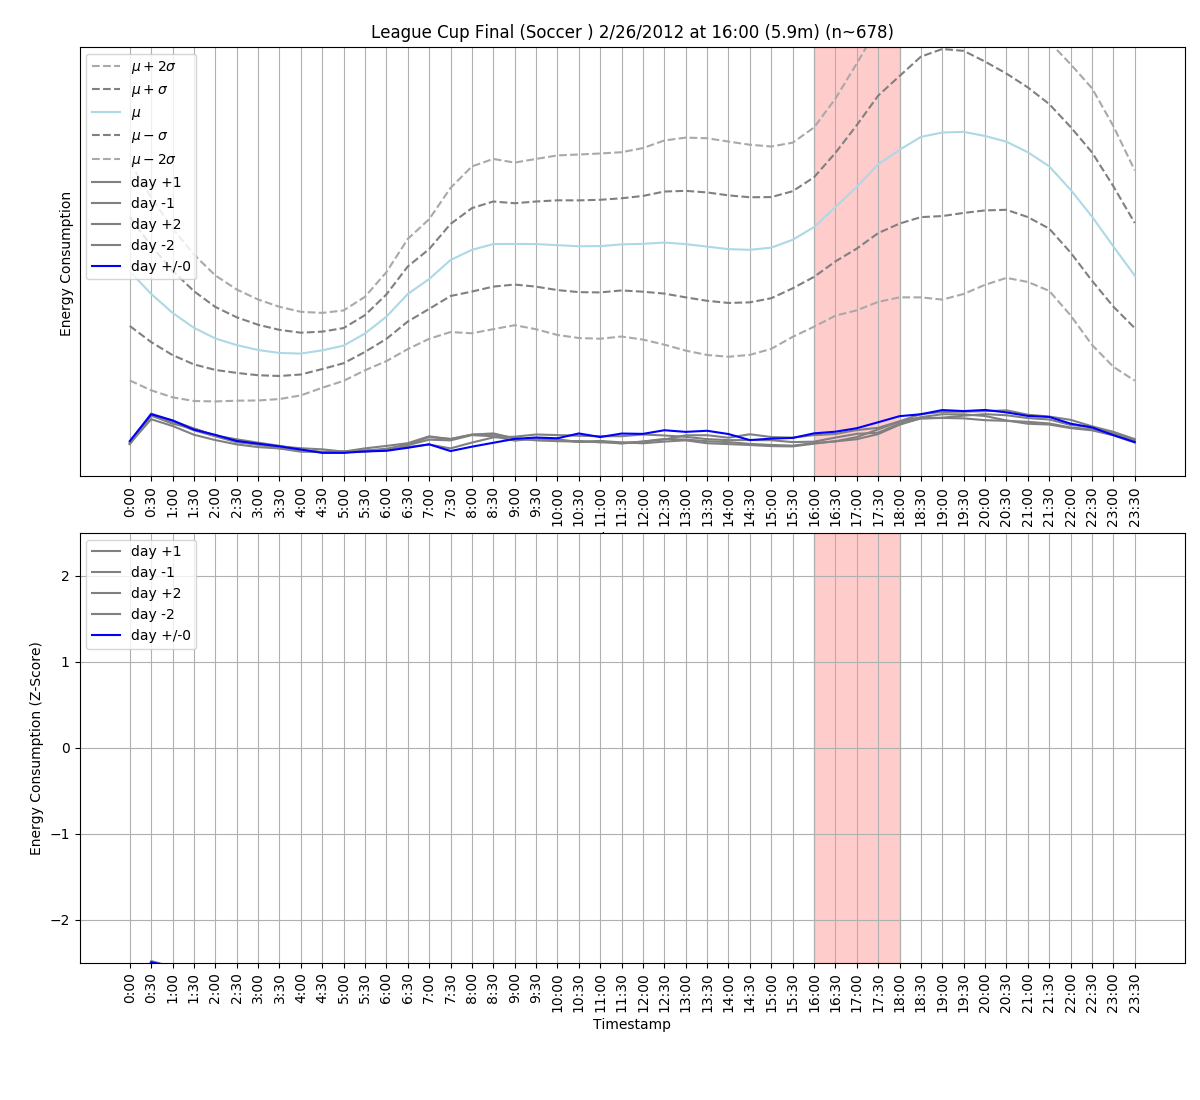 League Cup Final (Soccer ) 2/26/2012 at 16:00 (5.9m) (n~678)
μ + 2σ
μ + σ
μ
μ − σ
μ − 2σ
day +1
day -1
day +2
day -2
day +/-0
Energy Consumption
0:00 0:30 1:00 1:30 2:00 2:30 3:00 3:30 4:00 4:30 5:00 5:30 6:00 6:30 7:00 7:30 8:00 8:30 9:00 9:30 10:00 10:30 11:00 11:30 12:00 12:30 13:00 13:30 14:00 14:30 15:00 15:30 16:00 16:30 17:00 17:30 18:00 18:30 19:00 19:30 20:00 20:30 21:00 21:30 22:00 22:30 23:00 23:30
day +1
day -1
day +2
day -2
day +/-0
2
1
0
−1
−2
Energy Consumption (Z-Score)
0:00 0:30 1:00 1:30 2:00 2:30 3:00 3:30 4:00 4:30 5:00 5:30 6:00 6:30 7:00 7:30 8:00 8:30 9:00 9:30 10:00 10:30 11:00 11:30 12:00 12:30 13:00 13:30 14:00 14:30 15:00 15:30 16:00 16:30 17:00 17:30 18:00 18:30 19:00 19:30 20:00 20:30 21:00 21:30 22:00 22:30 23:00 23:30
Timestamp